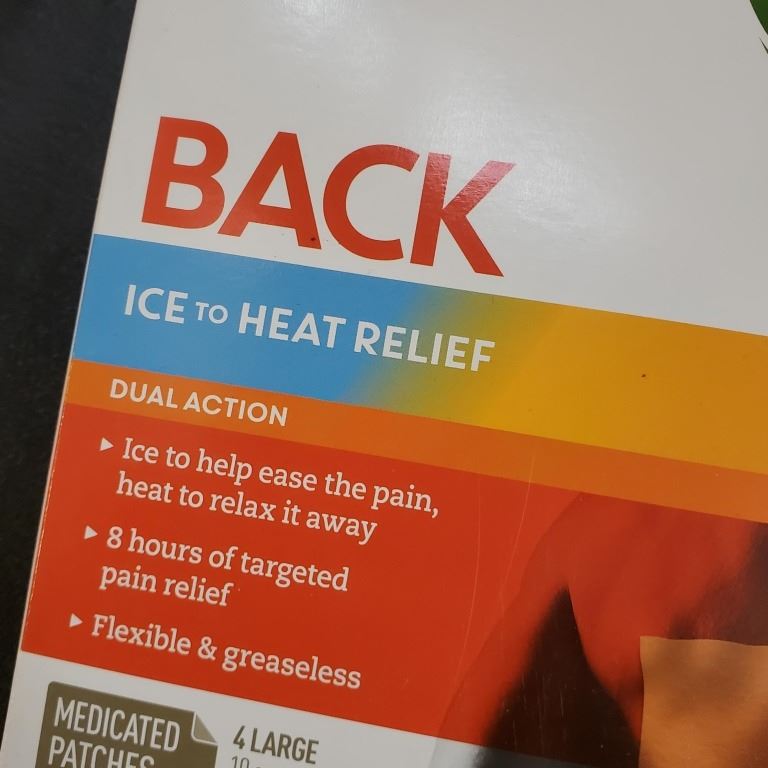 BACK
ICE TO HEAT RELIEF
DUAL ACTION
▸ Ice to help ease the pain,
heat to relax it away
▸ 8 hours of targeted
pain relief
▸ Flexible & greaseless
MEDICATED
PATCHES
4 LARGE